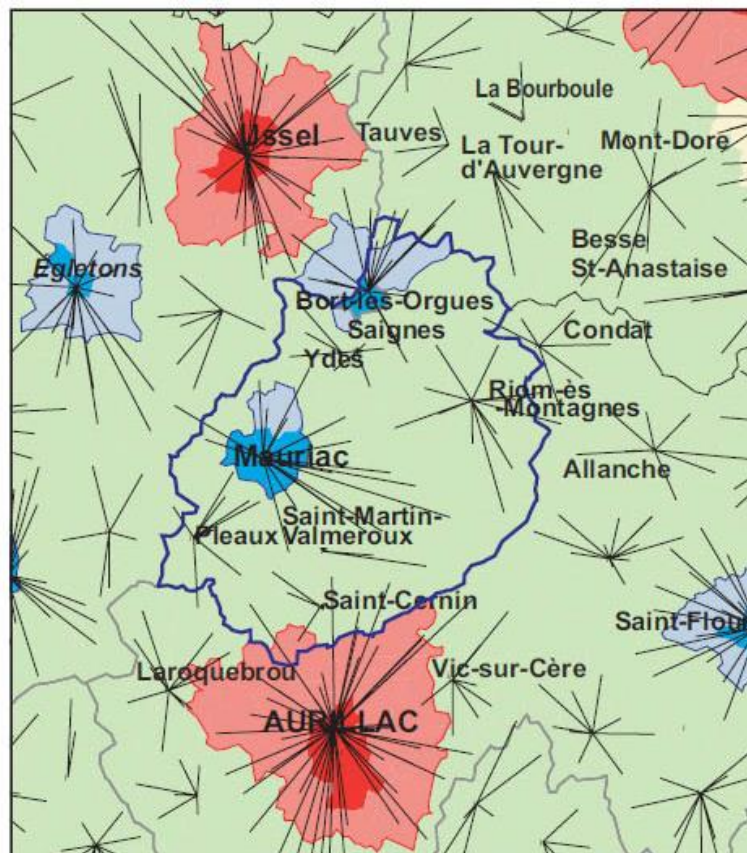 La Bourboule
Ussel
Tauves
La Tour-
d'Auvergne
Mont-Dore
Besse
St-Anastaise
Egletons
Bort-les-Orgues
Saignes
Condat
Ydes
Riom-ès
-Montagnes
Mauriac
Allanche
Saint-Martin-
Pleaux Valmeroux
Saint-Cernin
Saint-Flour
Laroquebrou
Vic-sur-Cère
AURILLAC